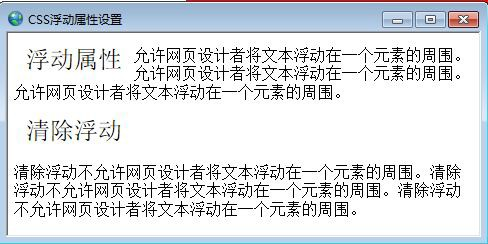 CSS浮动属性设置
浮动属性 允许网页设计者将文本浮动在一个元素的周围。
允许网页设计者将文本浮动在一个元素的周围。
允许网页设计者将文本浮动在一个元素的周围。
清除浮动
清除浮动不允许网页设计者将文本浮动在一个元素的周围。清除
浮动不允许网页设计者将文本浮动在一个元素的周围。清除浮动
不允许网页设计者将文本浮动在一个元素的周围。